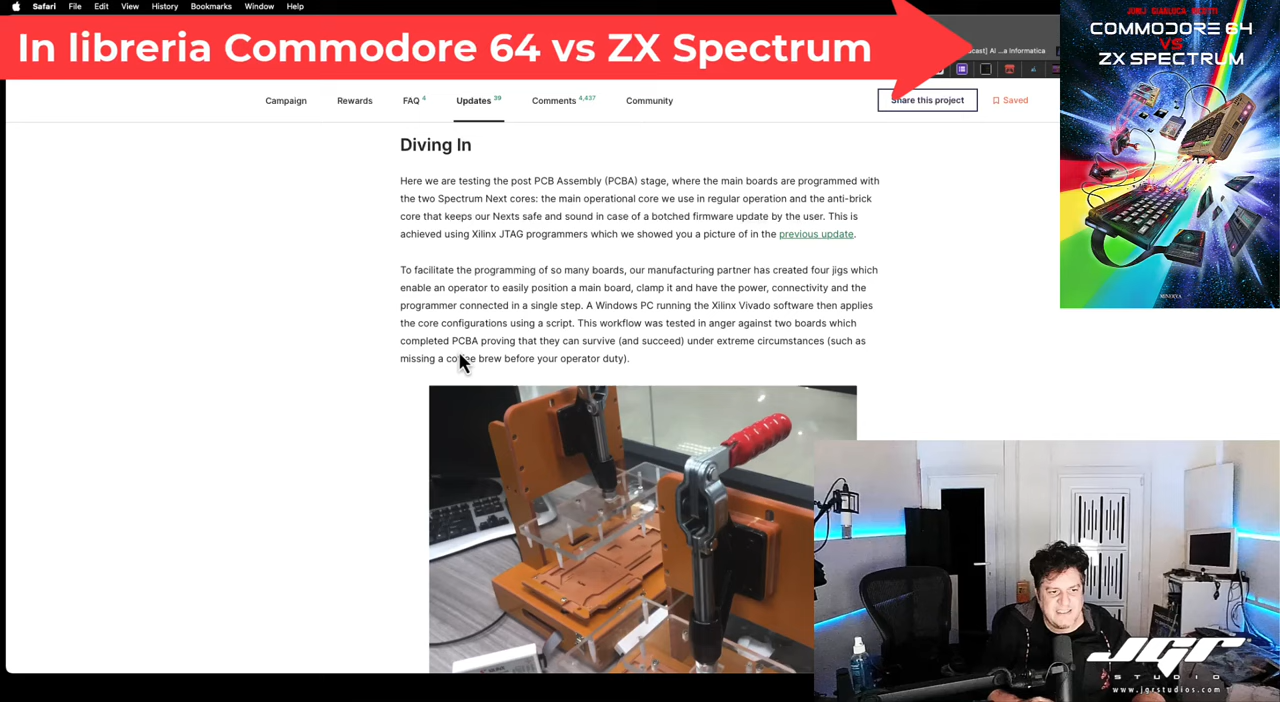 Safari File Edit View History Bookmarks Window Help
In libreria Commodore 64 vs ZX Spectrum
cast] AI ...a Informatica
JUMJ GIANLUCA RESTTI
COMMODORE 64
VS
ZX SPECTRUM
MINERVA
Campaign Rewards FAQ 4 Updates 39 Comments 4,437 Community Share this project Saved
Diving In
Here we are testing the post PCB Assembly (PCBA) stage, where the main boards are programmed with
the two Spectrum Next cores: the main operational core we use in regular operation and the anti-brick
core that keeps our Nexts safe and sound in case of a botched firmware update by the user. This is
achieved using Xilinx JTAG programmers which we showed you a picture of in the previous update.
To facilitate the programming of so many boards, our manufacturing partner has created four jigs which
enable an operator to easily position a main board, clamp it and have the power, connectivity and the
programmer connected in a single step. A Windows PC running the Xilinx Vivado software then applies
the core configurations using a script. This workflow was tested in anger against two boards which
completed PCBA proving that they can survive (and succeed) under extreme circumstances (such as
missing a coffee brew before your operator duty).
JGR
STUDIO
www.jgrstudios.com